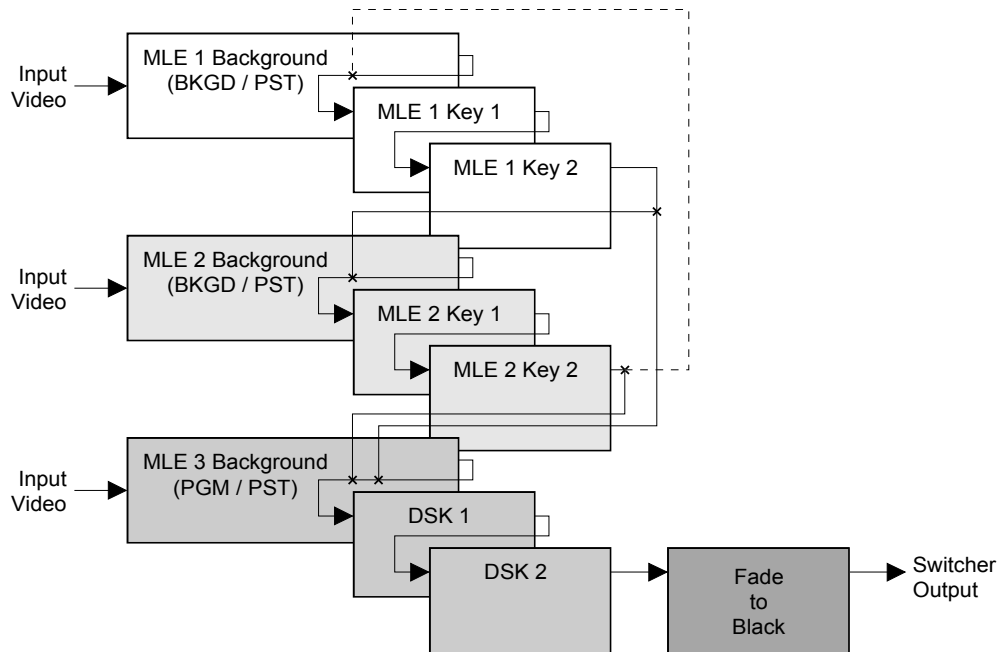 MLE 1 Background
(BKGD / PST)
Input
Video
MLE 1 Key 1
MLE 1 Key 2
MLE 2 Background
(BKGD / PST)
Input
Video
MLE 2 Key 1
MLE 2 Key 2
MLE 3 Background
(PGM / PST)
Input
Video
DSK 1
DSK 2
Fade
to
Black
Switcher
Output